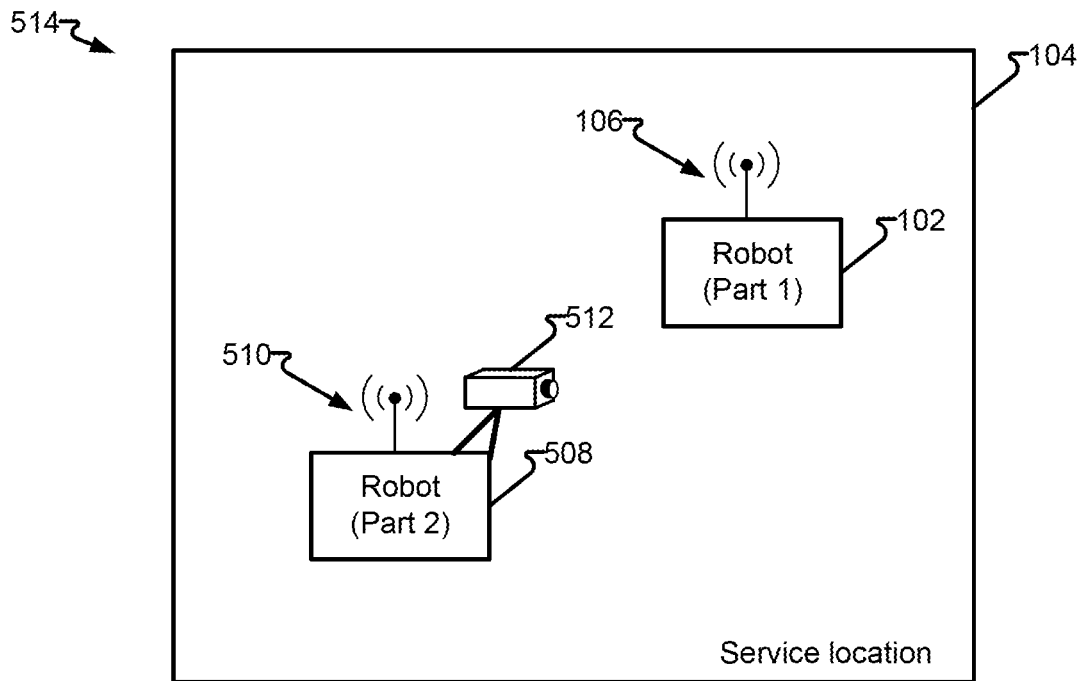 514
104
106
102
Robot
(Part 1)
512
510
508
Robot
(Part 2)
Service location